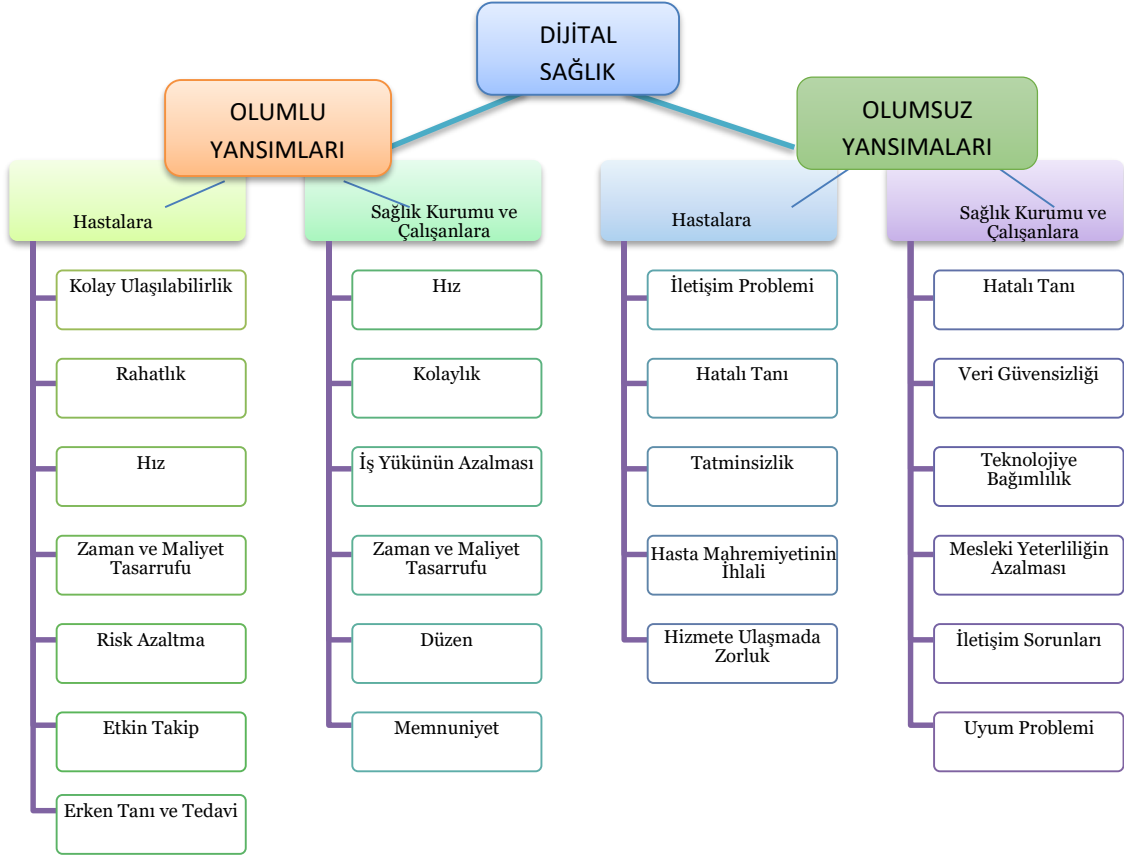 DİJİTAL
SAĞLIK
OLUMLU
YANSIMLARI
OLUMSUZ
YANSIMALARI
Hastalara
Kolay Ulaşılabilirlik
Rahatlık
Hız
Zaman ve Maliyet
Tasarrufu
Risk Azaltma
Etkin Takip
Erken Tanı ve Tedavi
Sağlık Kurumu ve
Çalışanlara
Hız
Kolaylık
İş Yükünün Azalması
Zaman ve Maliyet
Tasarrufu
Düzen
Memnuniyet
Hastalara
İletişim Problemi
Hatalı Tanı
Tatminsizlik
Hasta Mahremiyetinin
İhlali
Hizmete Ulaşmada
Zorluk
Sağlık Kurumu ve
Çalışanlara
Hatalı Tanı
Veri Güvensizliği
Teknolojiye
Bağımlılık
Mesleki Yeterliliğin
Azalması
İletişim Sorunları
Uyum Problemi